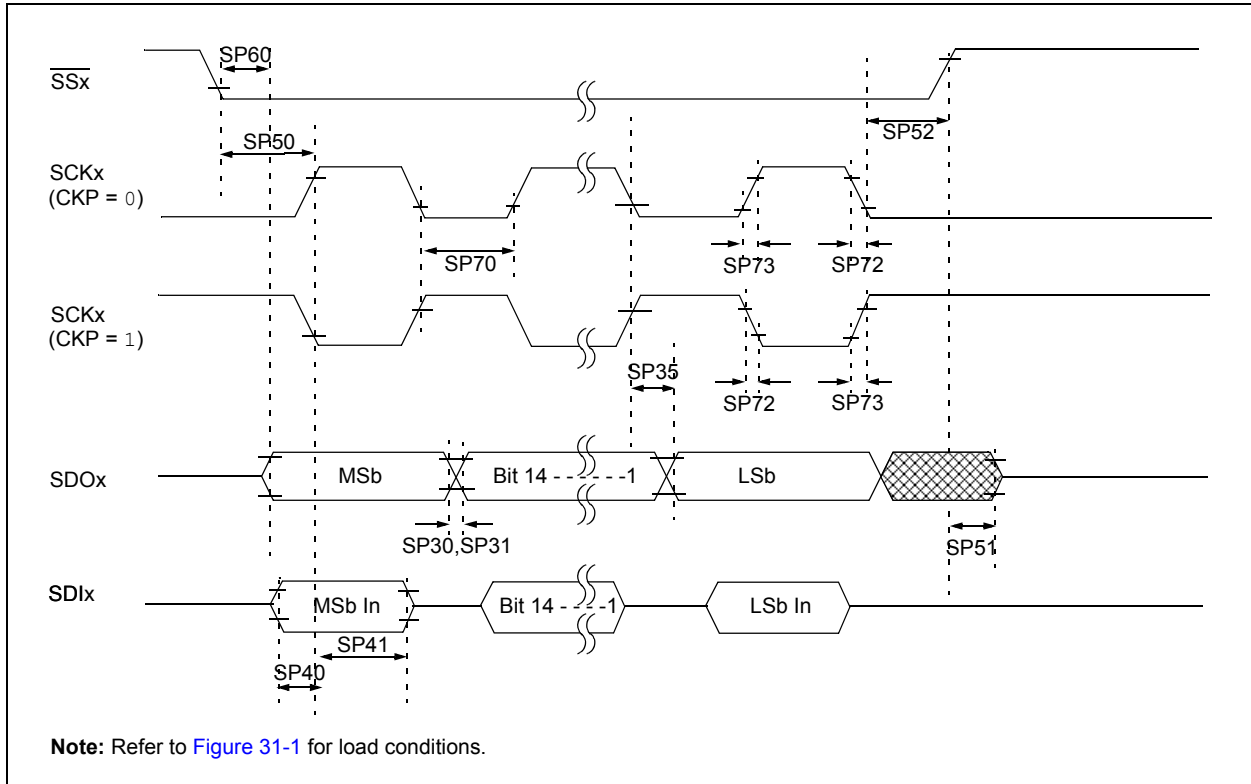 SP60
SSx
SP52
SP50
SCKx
(CKP = 0)
SP70
SP73
SP72
SCKx
(CKP = 1)
SP35
SP72
SP73
SDOx
MSb
Bit 14 - - - - - -1
LSb
SP30,SP31
SP51
SDIx
MSb In
Bit 14 - - - -1
LSb In
SP41
SP40
Note: Refer to Figure 31-1 for load conditions.